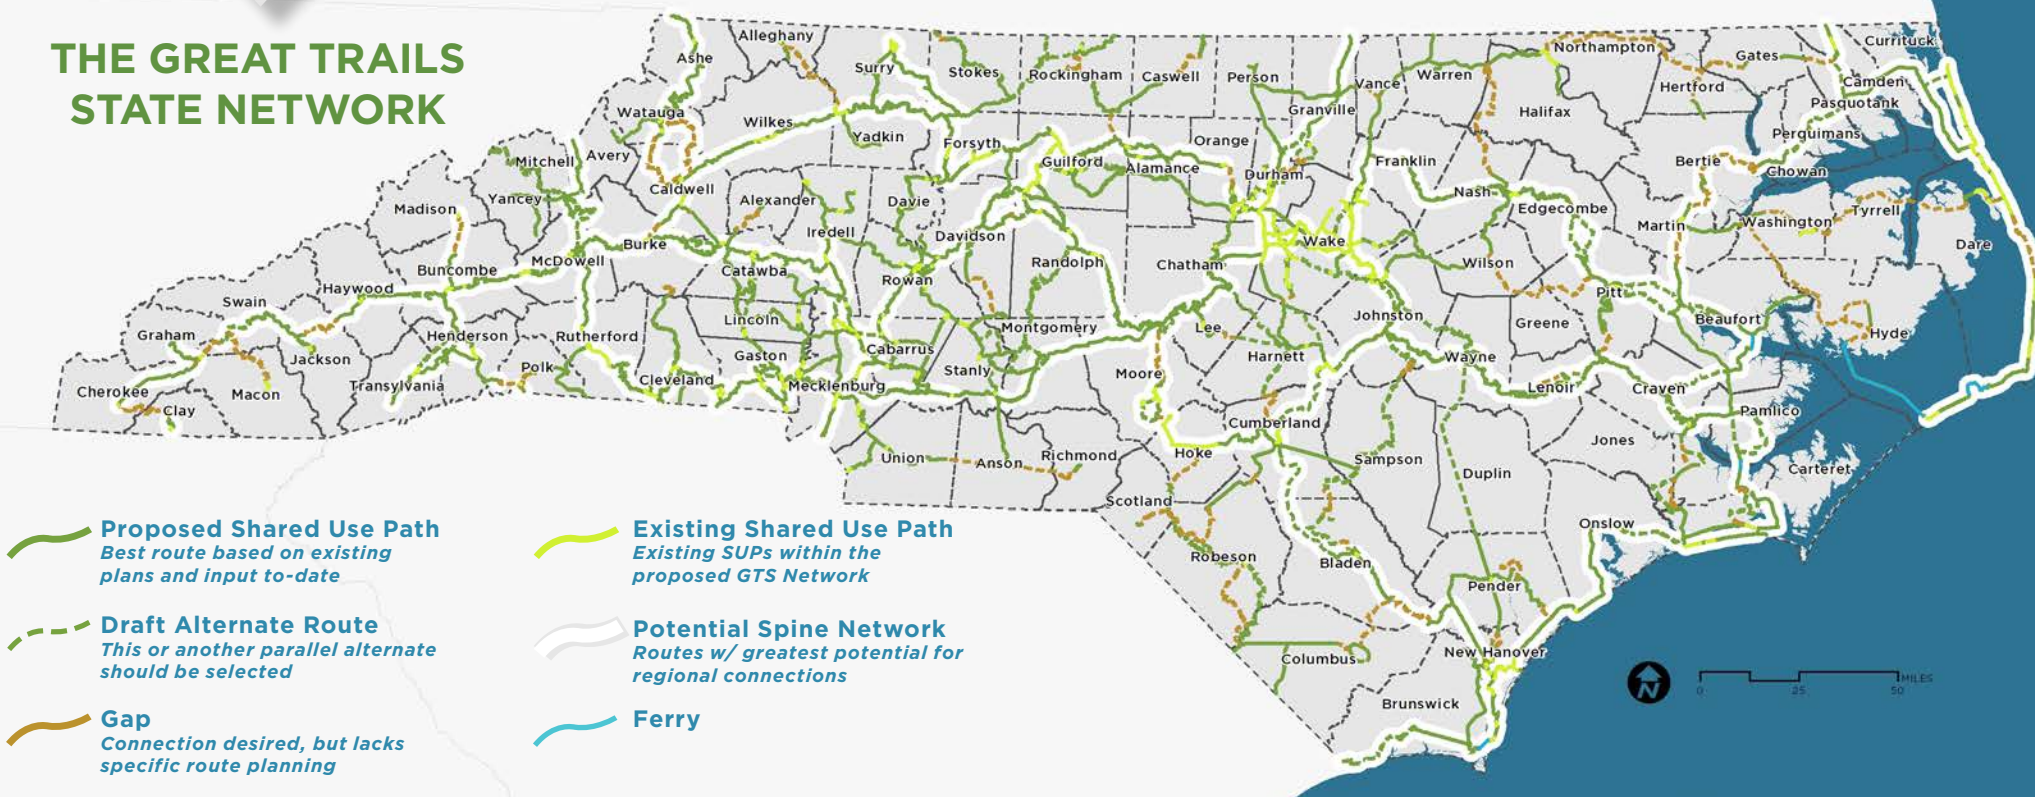 THE GREAT TRAILS
STATE NETWORK
Alleghany
Ashe
Surry
Stokes
Rockingham
Caswell
Person
Vance
Warren
Northampton
Gates
Currituck
Camden
Pasquotank
Hertford
Halifax
Granville
Watauga
Wilkes
Yadkin
Forsyth
Guilford
Alamance
Orange
Durham
Franklin
Perquimans
Bertie
Chowan
Mitchell
Avery
Caldwell
Yancey
Madison
Alexander
Davie
Iredell
Davidson
Nash
Edgecombe
Martin
Washington
Tyrrell
Dare
Burke
McDowell
Buncombe
Catawba
Rowan
Randolph
Chatham
Wake
Wilson
Pitt
Beaufort
Hyde
Haywood
Swain
Graham
Jackson
Henderson
Rutherford
Lincoln
Gaston
Cabarrus
Montgomery
Lee
Johnston
Greene
Harnett
Wayne
Lenoir
Craven
Pamlico
Cherokee
Clay
Macon
Transylvania
Polk
Cleveland
Mecklenburg
Stanly
Moore
Cumberland
Hoke
Sampson
Duplin
Jones
Carteret
Union
Anson
Richmond
Scotland
Robeson
Bladen
Onslow
Pender
Columbus
New Hanover
Brunswick
Proposed Shared Use Path
Best route based on existing
plans and input to-date
Draft Alternate Route
This or another parallel alternate
should be selected
Gap
Connection desired, but lacks
specific route planning
Existing Shared Use Path
Existing SUPs within the
proposed GTS Network
Potential Spine Network
Routes w/ greatest potential for
regional connections
Ferry
N
MILES
0 25 50